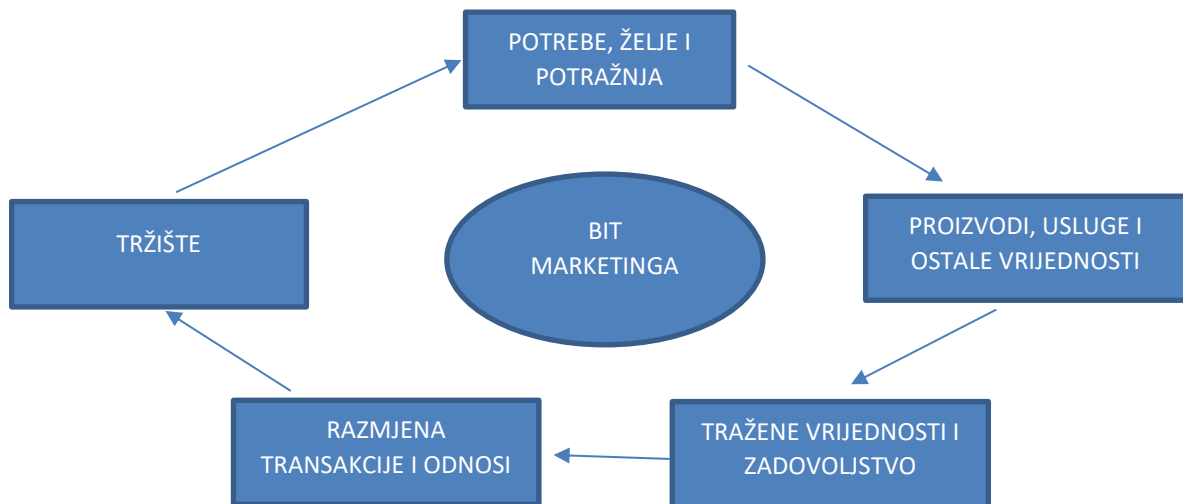 POTREBE, ŽELJE I
POTRAŽNJA
PROIZVODI, USLUGE I
OSTALE VRIJEDNOSTI
TRAŽENE VRIJEDNOSTI I
ZADOVOLJSTVO
RAZMJENA
TRANSAKCIJE I ODNOSI
TRŽIŠTE
BIT
MARKETINGA